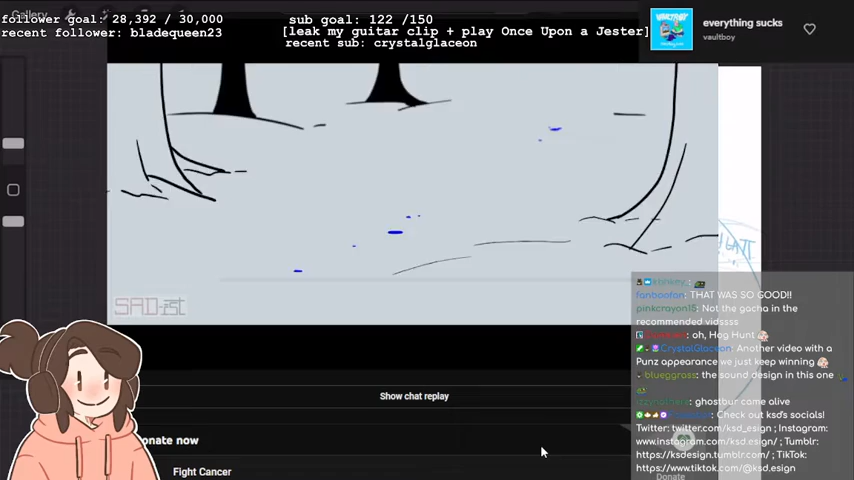 Gallery
follower goal: 28,392 / 30,000
recent follower: bladequeen23
sub goal: 122 /150
[leak my guitar clip + play Once Upon a Jester]
recent sub: crystalglaceon
VAULTBOY
everything sucks
vaultboy
SAD-ist
fanboofan: THAT WAS SO GOOD!!
pinkcrayon15: Not the gacha in the
recommended vidssss
oh, Hog Hunt
CrystalGlaceon: Another video with a
Punz appearance we just keep winning
blueggrass: the sound design in this one
ghostbur came alive
Check out ksd's socials!
Twitter: twitter.com/ksd_esign ; Instagram:
www.instagram.com/ksd.esign/ ; Tumblr:
https://ksdesign.tumblr.com/ ; TikTok:
https://www.tiktok.com/@ksd.esign
Show chat replay
onate now
Fight Cancer
Donate